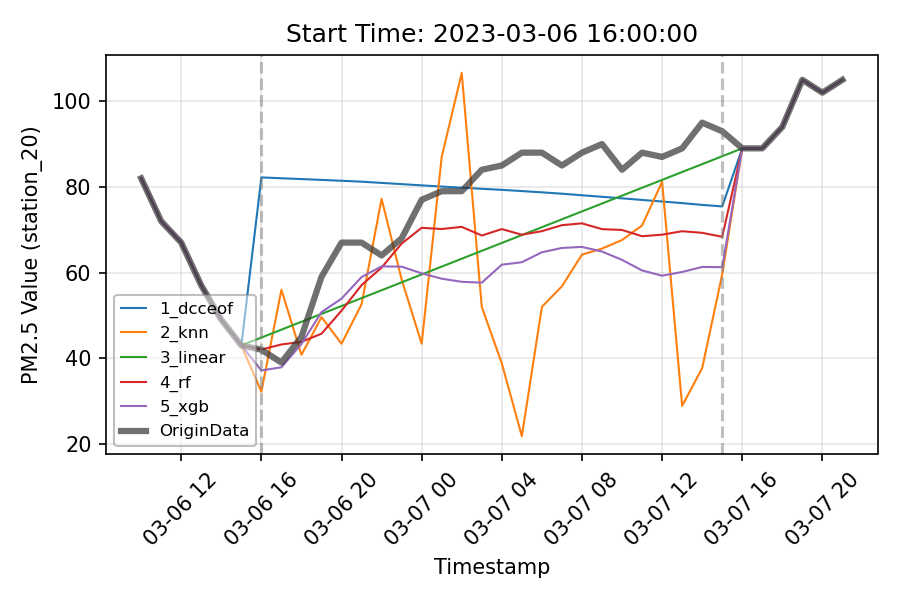 Start Time: 2023-03-06 16:00:00
PM2.5 Value (station_20)
100
80
60
40
20
1_dcceof
2_knn
3_linear
4_rf
5_xgb
OriginData
03-06 12
03-06 16
03-06 20
03-07 00
03-07 04
03-07 08
03-07 12
03-07 16
03-07 20
Timestamp